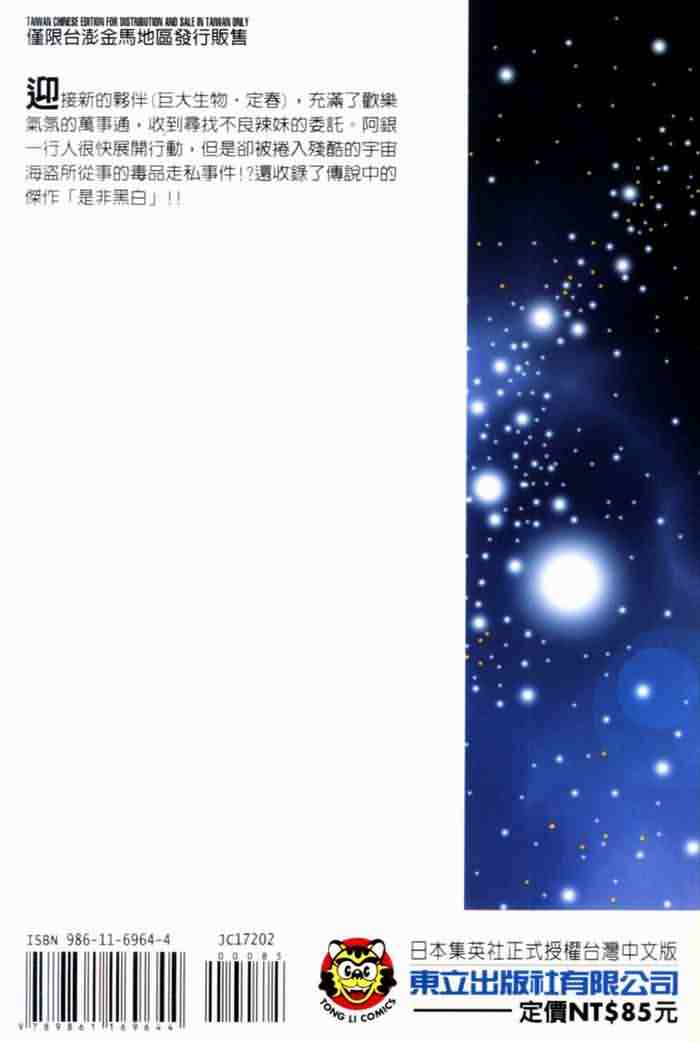 TAIWAN CHINESE EDITION FOR DISTRIBUTION AND SALE IN TAIWAN ONLY
僅限台澎金馬地區發行販售
迎接新的夥伴(巨大生物・定春)，充滿了歡樂
氣氛的萬事通，收到尋找不良辣妹的委託。阿銀
一行人很快展開行動，但是卻被捲入殘酷的宇宙
海盜所從事的毒品走私事件!?還收錄了傳說中的
傑作「是非黑白」!!
ISBN 986-11-6964-4
JC17202
00085
9789861169644
TONG LI COMICS
日本集英社正式授權台灣中文版
東立出版社有限公司
定價NT$85元